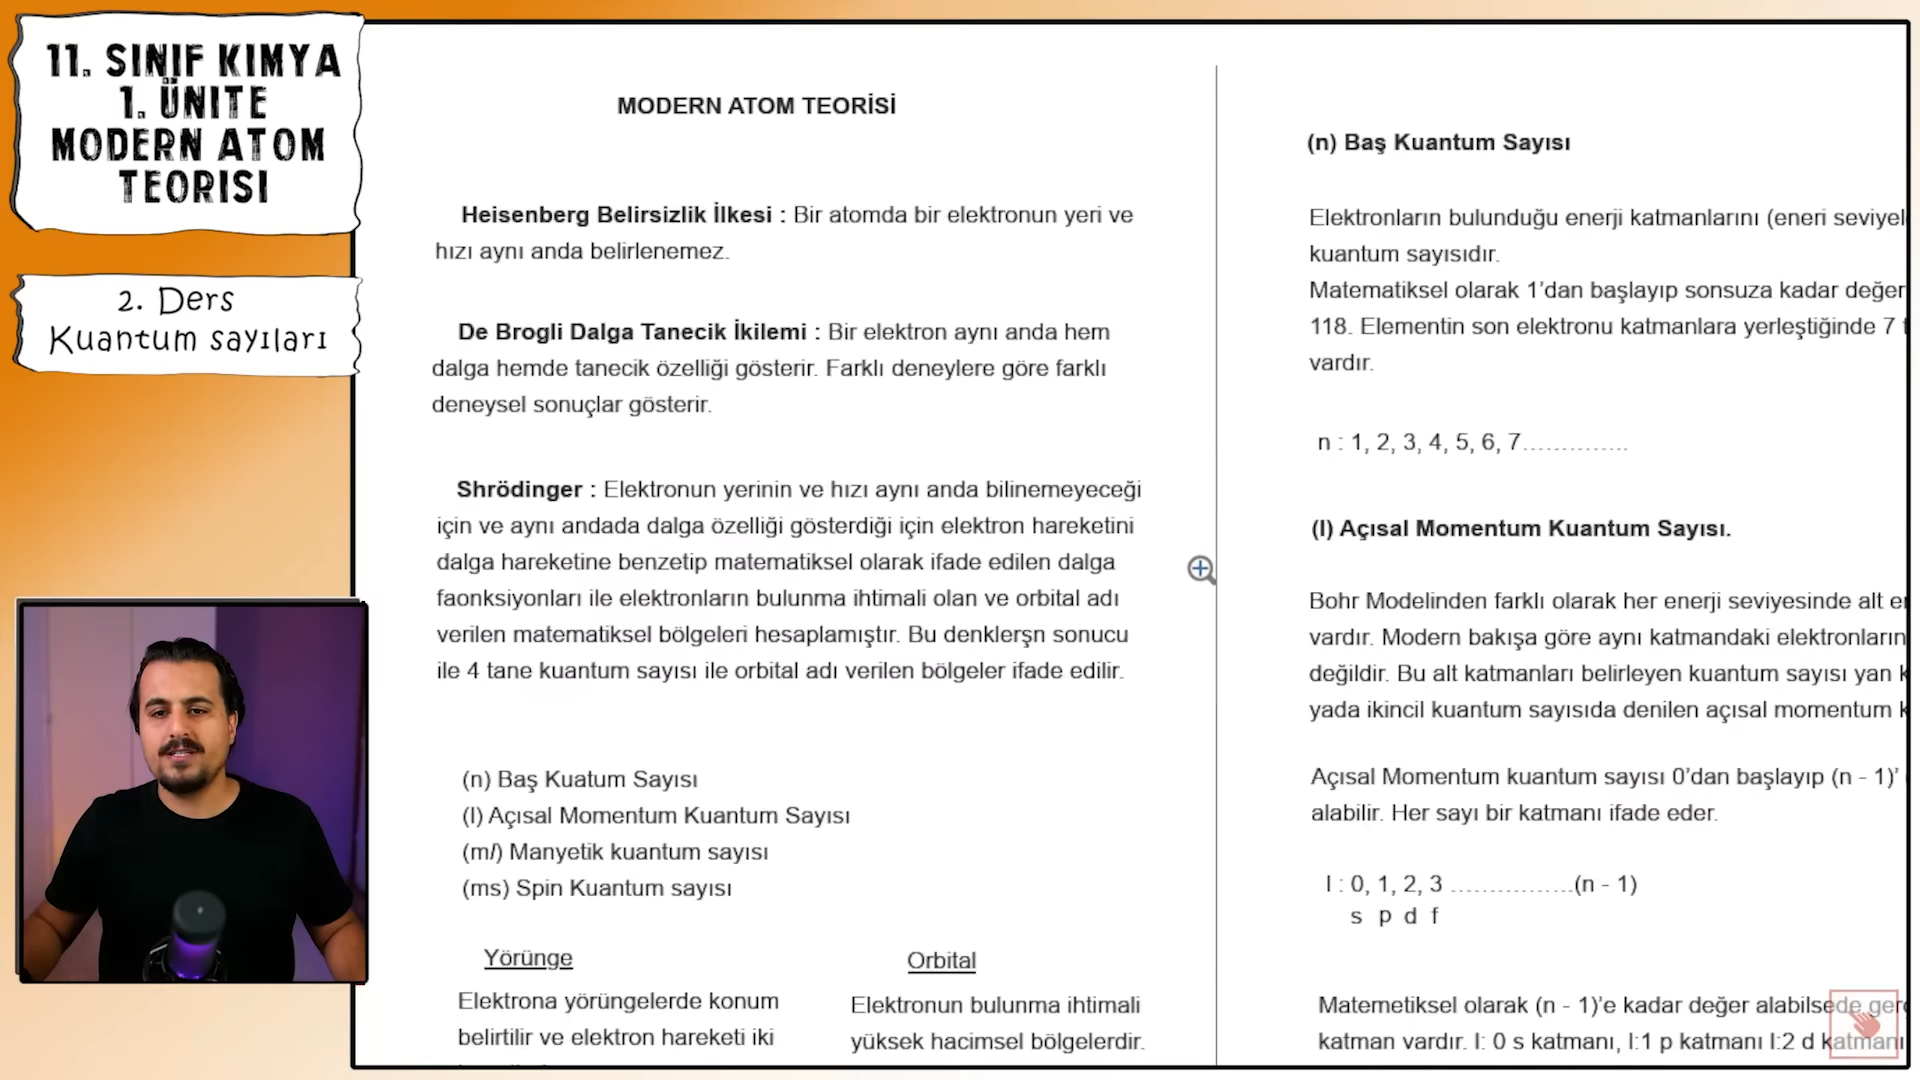 11. SINIF KIMYA
1. ÜNITE
MODERN ATOM
TEORISI
2. Ders
Kuantum sayıları
MODERN ATOM TEORİSİ
Heisenberg Belirsizlik İlkesi : Bir atomda bir elektronun yeri ve
hızı aynı anda belirlenemez.
De Brogli Dalga Tanecik İkilemi : Bir elektron aynı anda hem
dalga hemde tanecik özelliği gösterir. Farklı deneylere göre farklı
deneysel sonuçlar gösterir.
Shrödinger : Elektronun yerinin ve hızı aynı anda bilinemeyeceği
için ve aynı andada dalga özelliği gösterdiği için elektron hareketini
dalga hareketine benzetip matematiksel olarak ifade edilen dalga
faonksiyonları ile elektronların bulunma ihtimali olan ve orbital adı
verilen matematiksel bölgeleri hesaplamıştır. Bu denklerşn sonucu
ile 4 tane kuantum sayısı ile orbital adı verilen bölgeler ifade edilir.
(n) Baş Kuatum Sayısı
(l) Açısal Momentum Kuantum Sayısı
(ml) Manyetik kuantum sayısı
(ms) Spin Kuantum sayısı
Yörünge
Elektrona yörüngelerde konum
belirtilir ve elektron hareketi iki
Orbital
Elektronun bulunma ihtimali
yüksek hacimsel bölgelerdir.
(n) Baş Kuantum Sayısı
Elektronların bulunduğu enerji katmanlarını (eneri
kuantum sayısıdır.
Matematiksel olarak 1’dan başlayıp sonsuza kadar değer
118. Elementin son elektronu katmanlara yerleştiğinde 7
vardır.
n : 1, 2, 3, 4, 5, 6, 7..............
(l) Açısal Momentum Kuantum Sayısı.
Bohr Modelinden farklı olarak her enerji seviyesinde alt
vardır. Modern bakışa göre aynı katmandaki elektronların
değildir. Bu alt katmanları belirleyen kuantum sayısı yan
yada ikincil kuantum sayısıda denilen açısal momentum
Açısal Momentum kuantum sayısı 0’dan başlayıp (n - 1)’
alabilir. Her sayı bir katmanı ifade eder.
l : 0, 1, 2, 3 ................(n - 1)
s p d f
Matemetiksel olarak (n - 1)’e kadar değer alabilsede
katman vardır. l: 0 s katmanı, l:1 p katmanı l:2 d katmanı